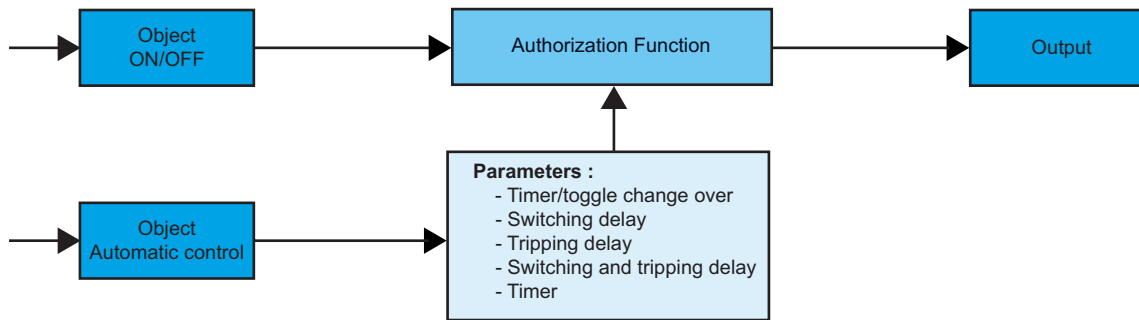 Object
ON/OFF
Authorization Function
Output
Parameters :
- Timer/toggle change over
- Switching delay
- Tripping delay
- Switching and tripping delay
- Timer
Object
Automatic control